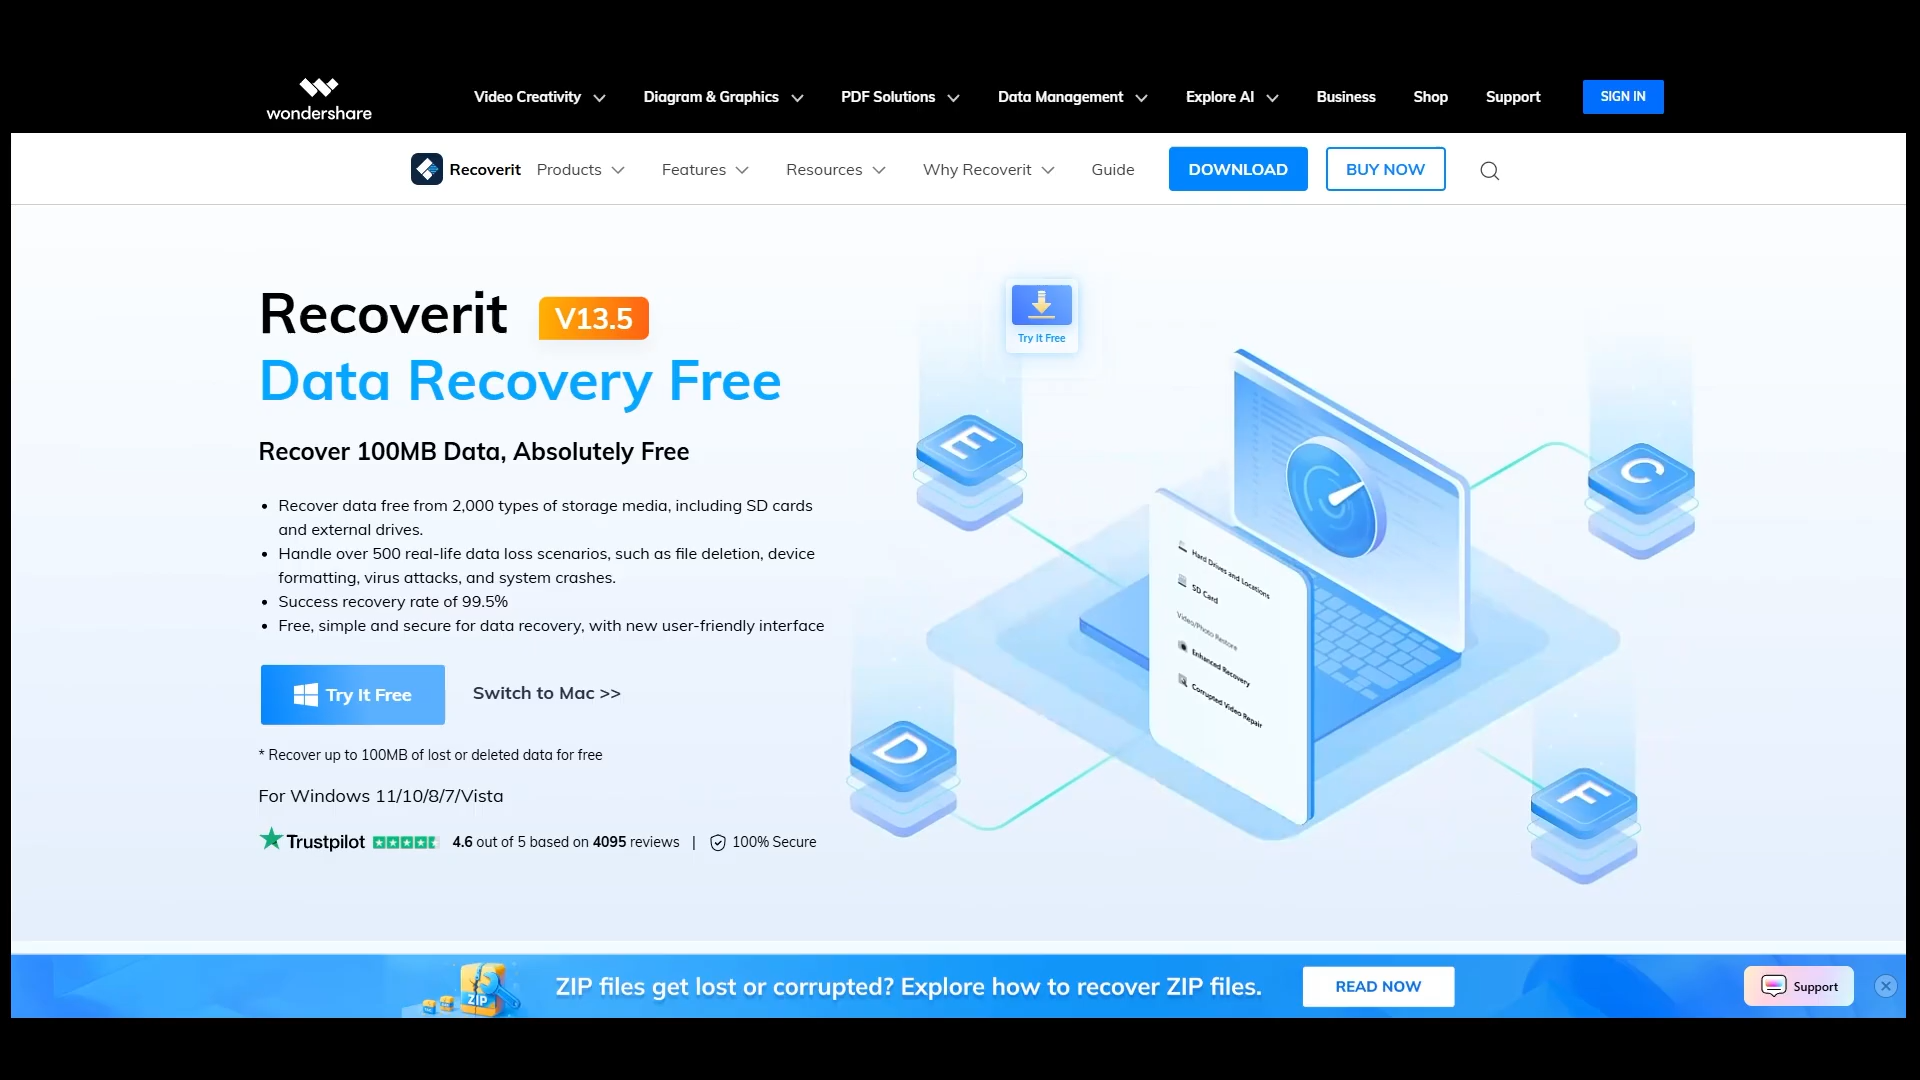 wondershare
Video Creativity
Diagram & Graphics
PDF Solutions
Data Management
Explore AI
Business
Shop
Support
SIGN IN
Recoverit
Products
Features
Resources
Why Recoverit
Guide
DOWNLOAD
BUY NOW
Recoverit V13.5
Data Recovery Free
Recover 100MB Data, Absolutely Free
• Recover data free from 2,000 types of storage media, including SD cards
and external drives.
• Handle over 500 real-life data loss scenarios, such as file deletion, device
formatting, virus attacks, and system crashes.
• Success recovery rate of 99.5%
• Free, simple and secure for data recovery, with new user-friendly interface
Try It Free
Switch to Mac >>
* Recover up to 100MB of lost or deleted data for free
For Windows 11/10/8/7/Vista
Trustpilot 4.6 out of 5 based on 4095 reviews | 100% Secure
Try It Free
E
C
D
F
Hard Drives and Locations
SD Card
Video/Photo Restore
Enhanced Recovery
Corrupted Video Repair
ZIP
ZIP files get lost or corrupted? Explore how to recover ZIP files.
READ NOW
Support